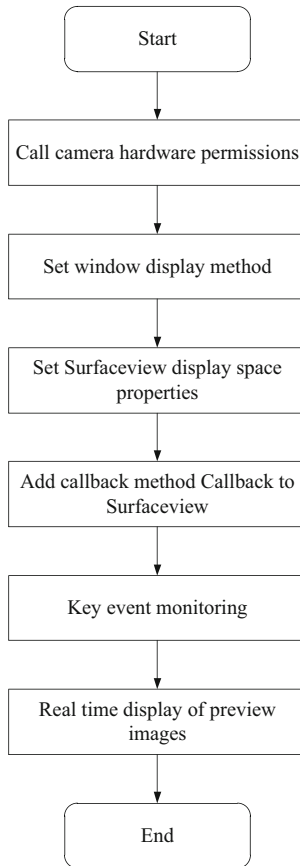 Start
Call camera hardware permissions
Set window display method
Set Surfaceview display space
properties
Add callback method Callback to
Surfaceview
Key event monitoring
Real time display of preview
images
End